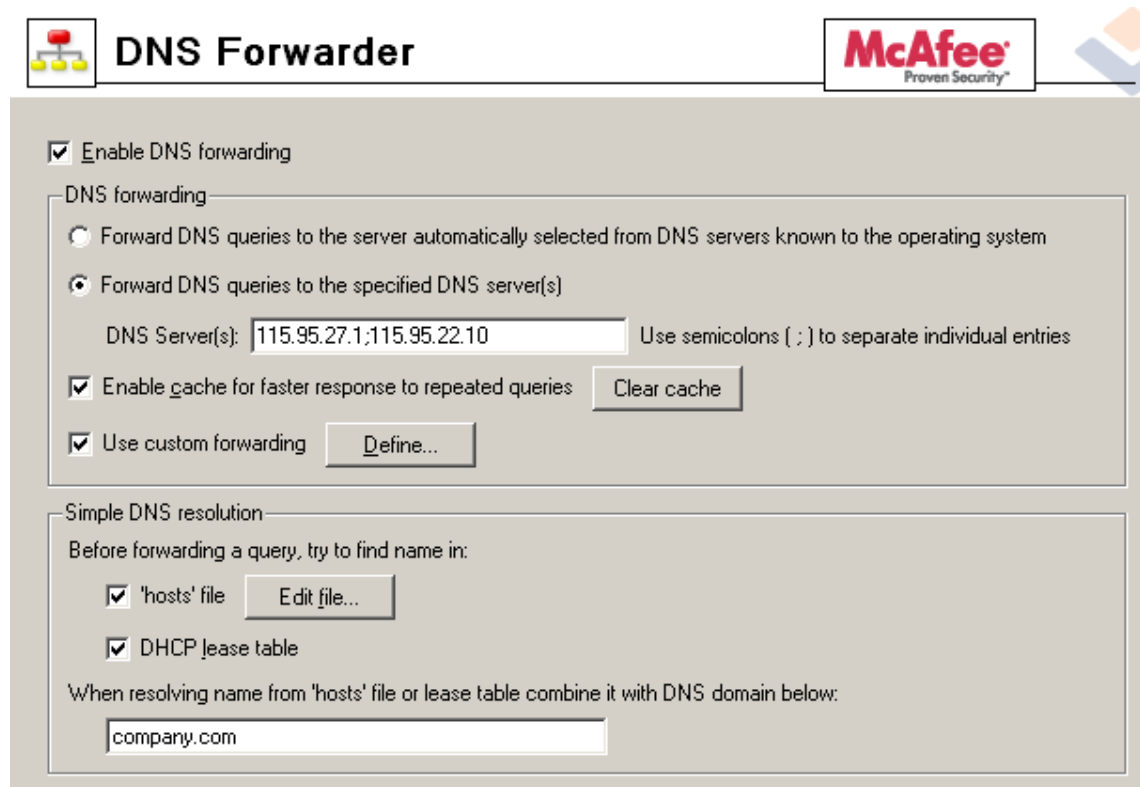 DNS Forwarder
McAfee
Proven Security™
Enable DNS forwarding
DNS forwarding
Forward DNS queries to the server automatically selected from DNS servers known to the operating system
Forward DNS queries to the specified DNS server(s)
DNS Server(s): 115.95.27.1;115.95.22.10 Use semicolons ( ; ) to separate individual entries
Enable cache for faster response to repeated queries Clear cache
Use custom forwarding Define...
Simple DNS resolution
Before forwarding a query, try to find name in:
'hosts' file Edit file...
DHCP lease table
When resolving name from 'hosts' file or lease table combine it with DNS domain below:
company.com